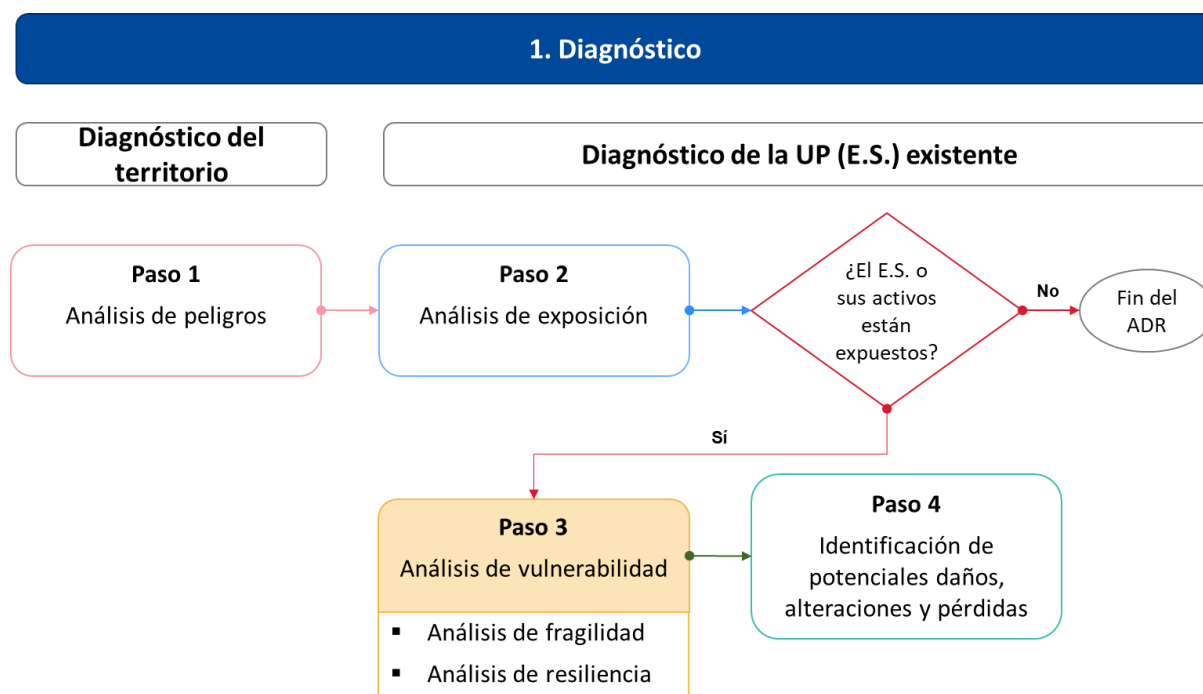 1. Diagnóstico
Diagnóstico del
territorio
Diagnóstico de la UP (E.S.) existente
Paso 1
Análisis de peligros
Paso 2
Análisis de exposición
¿El E.S. o
sus activos
están
expuestos?
No
Fin del
ADR
Sí
Paso 3
Análisis de vulnerabilidad
▪ Análisis de fragilidad
▪ Análisis de resiliencia
Paso 4
Identificación de
potenciales daños,
alteraciones y pérdidas